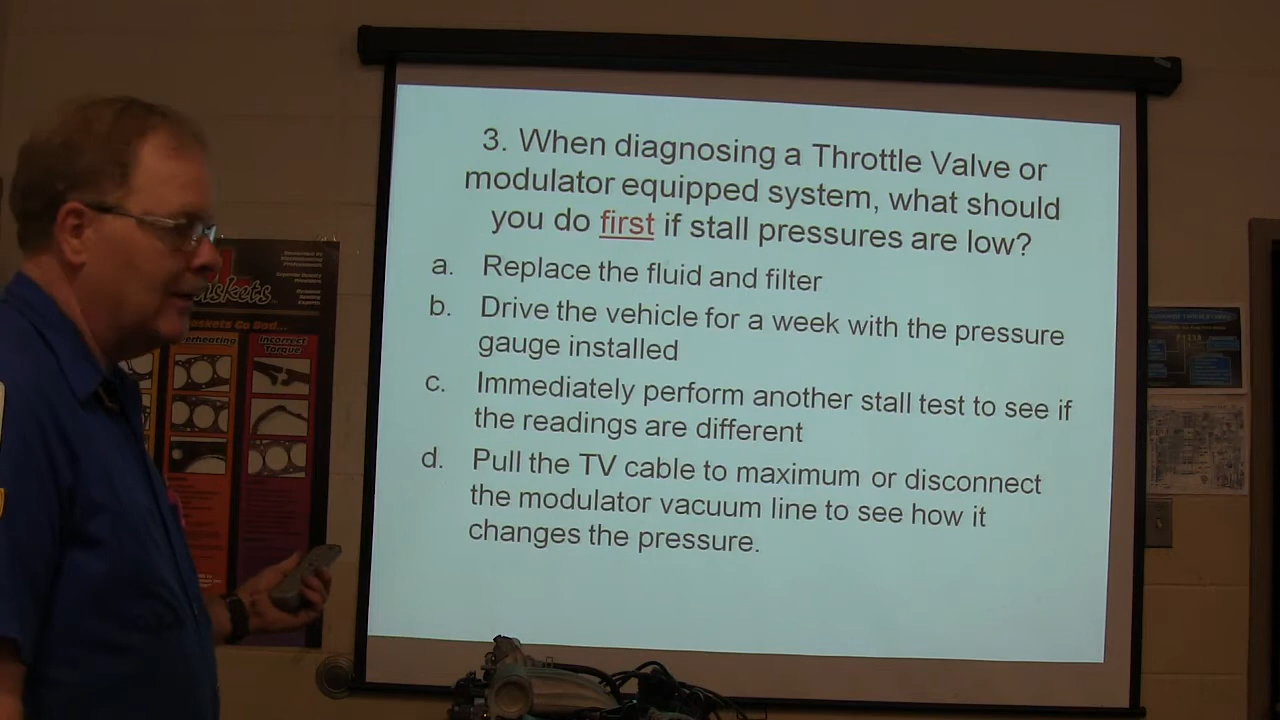 3. When diagnosing a Throttle Valve or
modulator equipped system, what should
you do first if stall pressures are low?
a. Replace the fluid and filter
b. Drive the vehicle for a week with the pressure
gauge installed
c. Immediately perform another stall test to see if
the readings are different
d. Pull the TV cable to maximum or disconnect
the modulator vacuum line to see how it
changes the pressure.
Incorrect
Torque